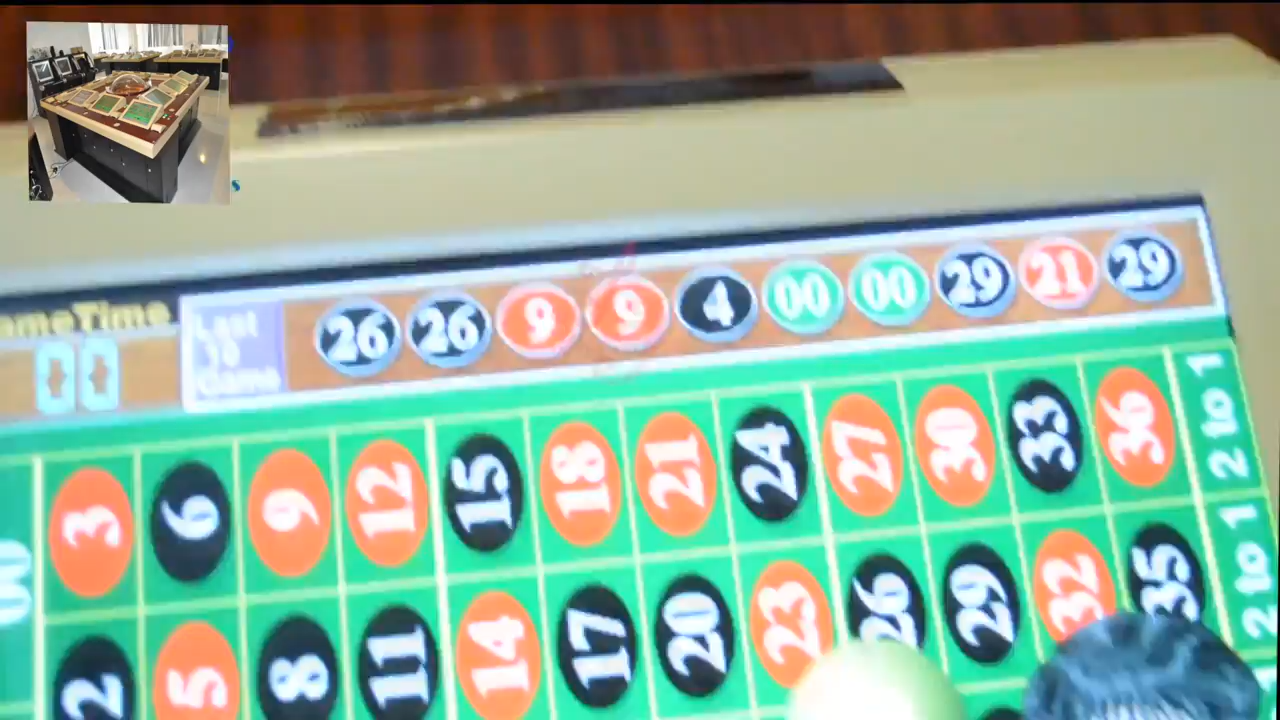 ameTime
00
Last
10
Game
26 26 9 9 4 00 00 29 21 29
3 6 9 12 15 18 21 24 27 30 33 36 2 to 1
00
2 5 8 11 14 17 20 23 26 29 32 35 2 to 1